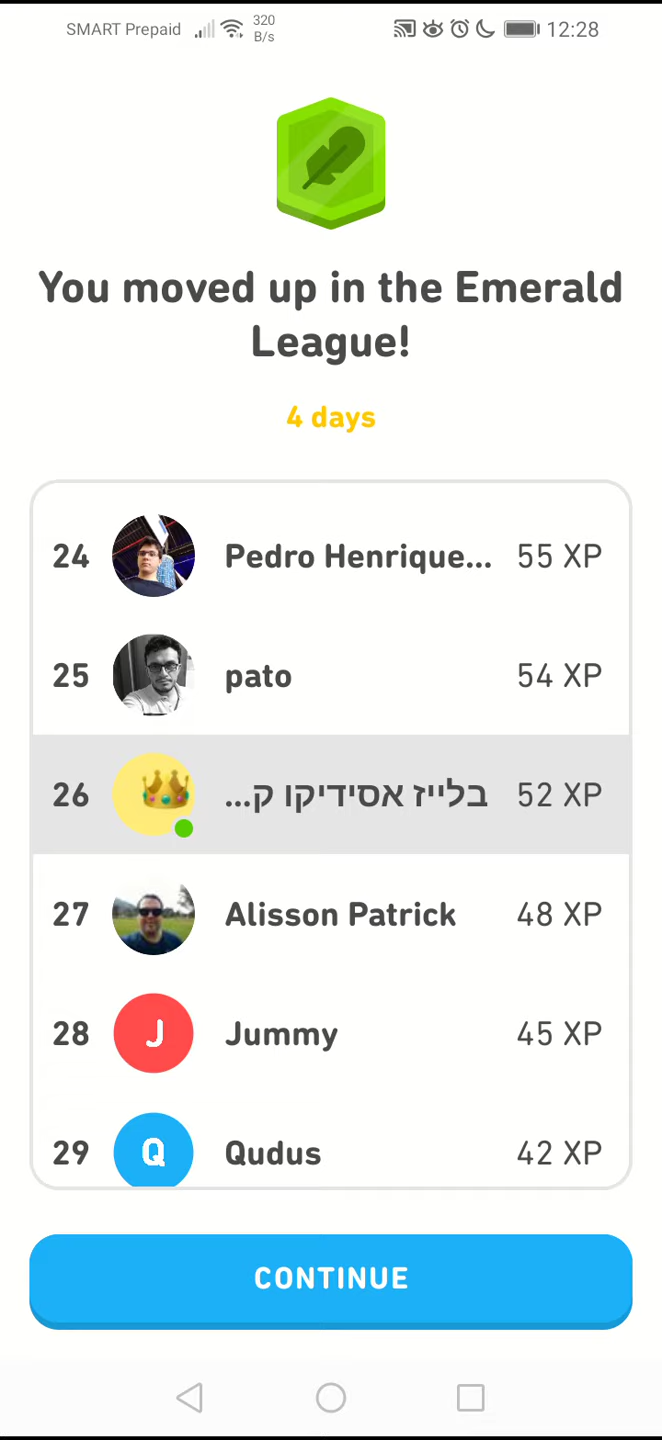 SMART Prepaid 320 B/s 12:28
You moved up in the Emerald
League!
4 days
24 Pedro Henrique... 55 XP
25 pato 54 XP
26 בלייז אסידיקו ק... 52 XP
27 Alisson Patrick 48 XP
28 J Jummy 45 XP
29 Q Qudus 42 XP
CONTINUE